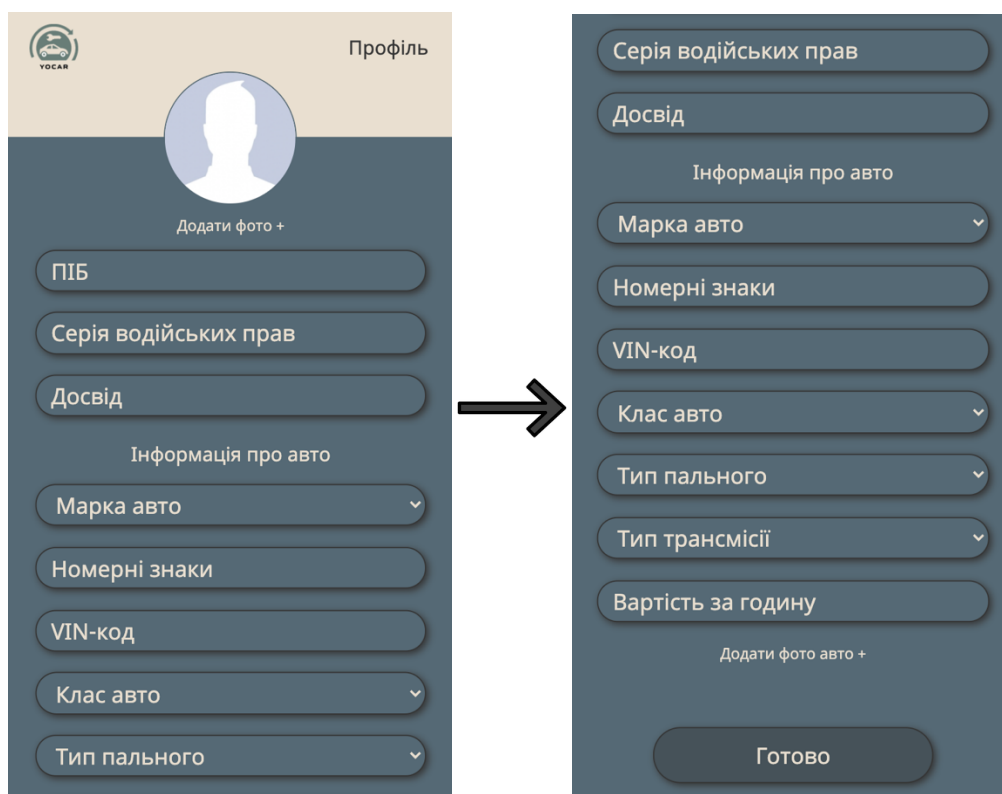 YOCAR
Профіль
Додати фото +
ПІБ
Серія водійських прав
Досвід
Інформація про авто
Марка авто
Номерні знаки
VIN-код
Клас авто
Тип пального
Серія водійських прав
Досвід
Інформація про авто
Марка авто
Номерні знаки
VIN-код
Клас авто
Тип пального
Тип трансмісії
Вартість за годину
Додати фото авто +
Готово